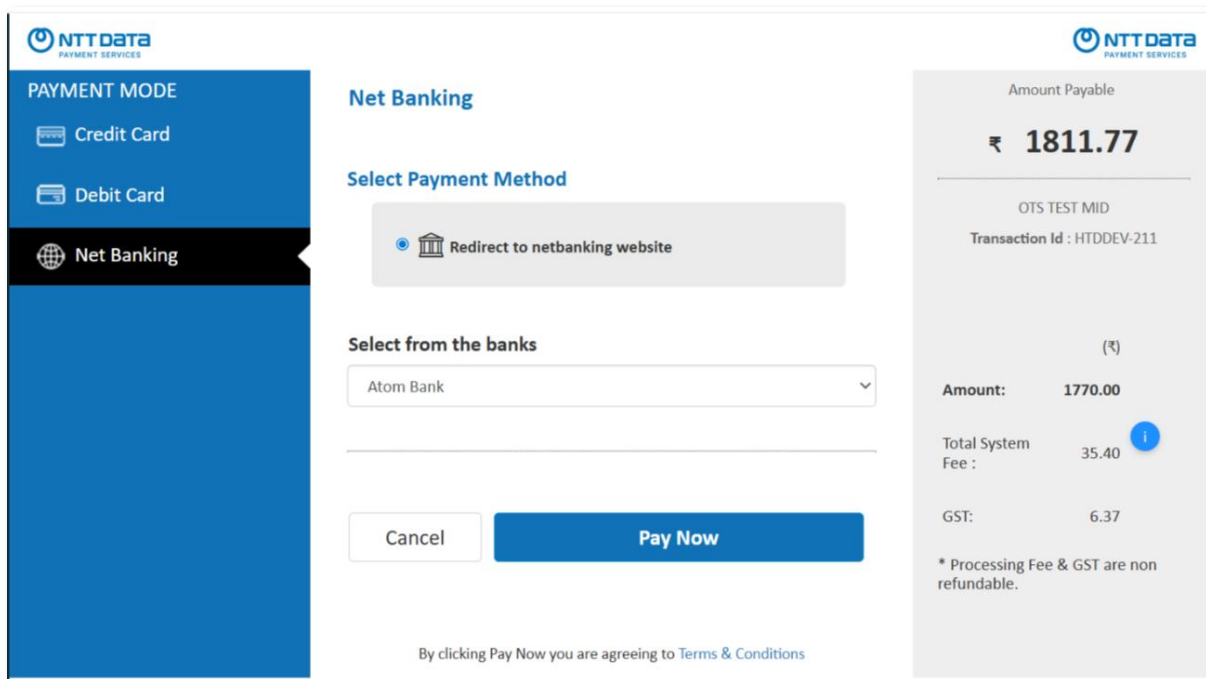 NTT DATA
PAYMENT SERVICES
NTT DATA
PAYMENT SERVICES
PAYMENT MODE
Credit Card
Debit Card
Net Banking
Net Banking
Select Payment Method
Redirect to netbanking website
Select from the banks
Atom Bank
Cancel
Pay Now
By clicking Pay Now you are agreeing to Terms & Conditions
Amount Payable
₹ 1811.77
OTS TEST MID
Transaction Id : HTDDEV-211
(₹)
Amount: 1770.00
Total System
Fee : 35.40
i
GST: 6.37
* Processing Fee & GST are non
refundable.